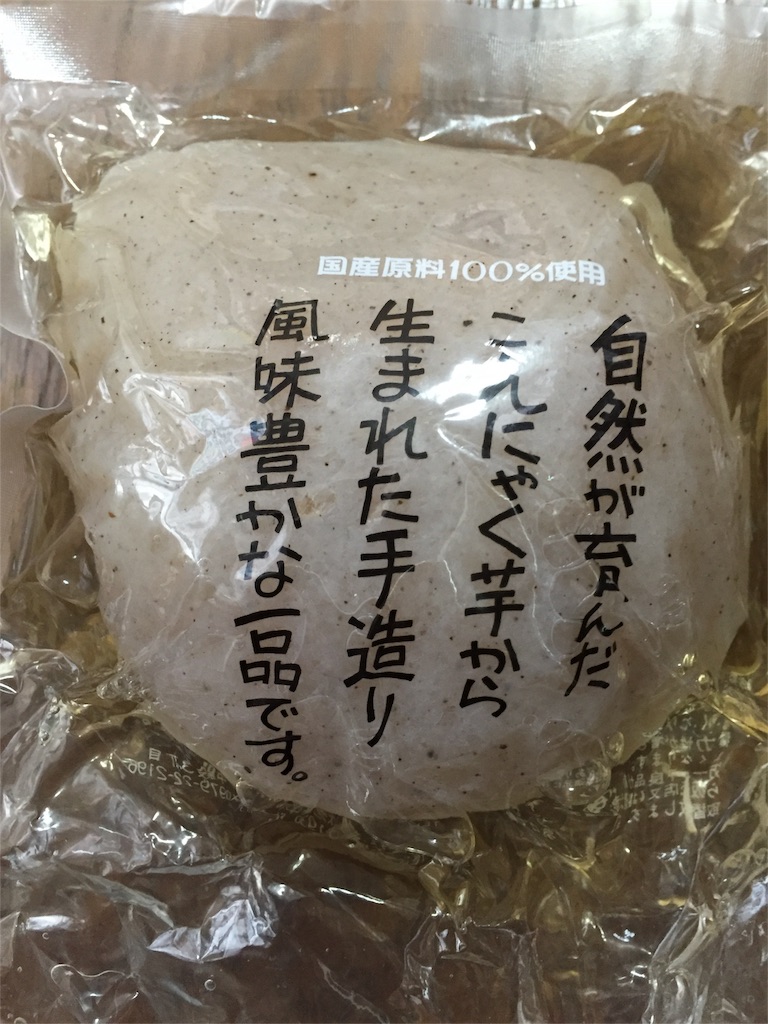 国産原料100%使用
自然が育んだ
こんにゃく芋から
生まれた手造り
風味豊かな一品です。